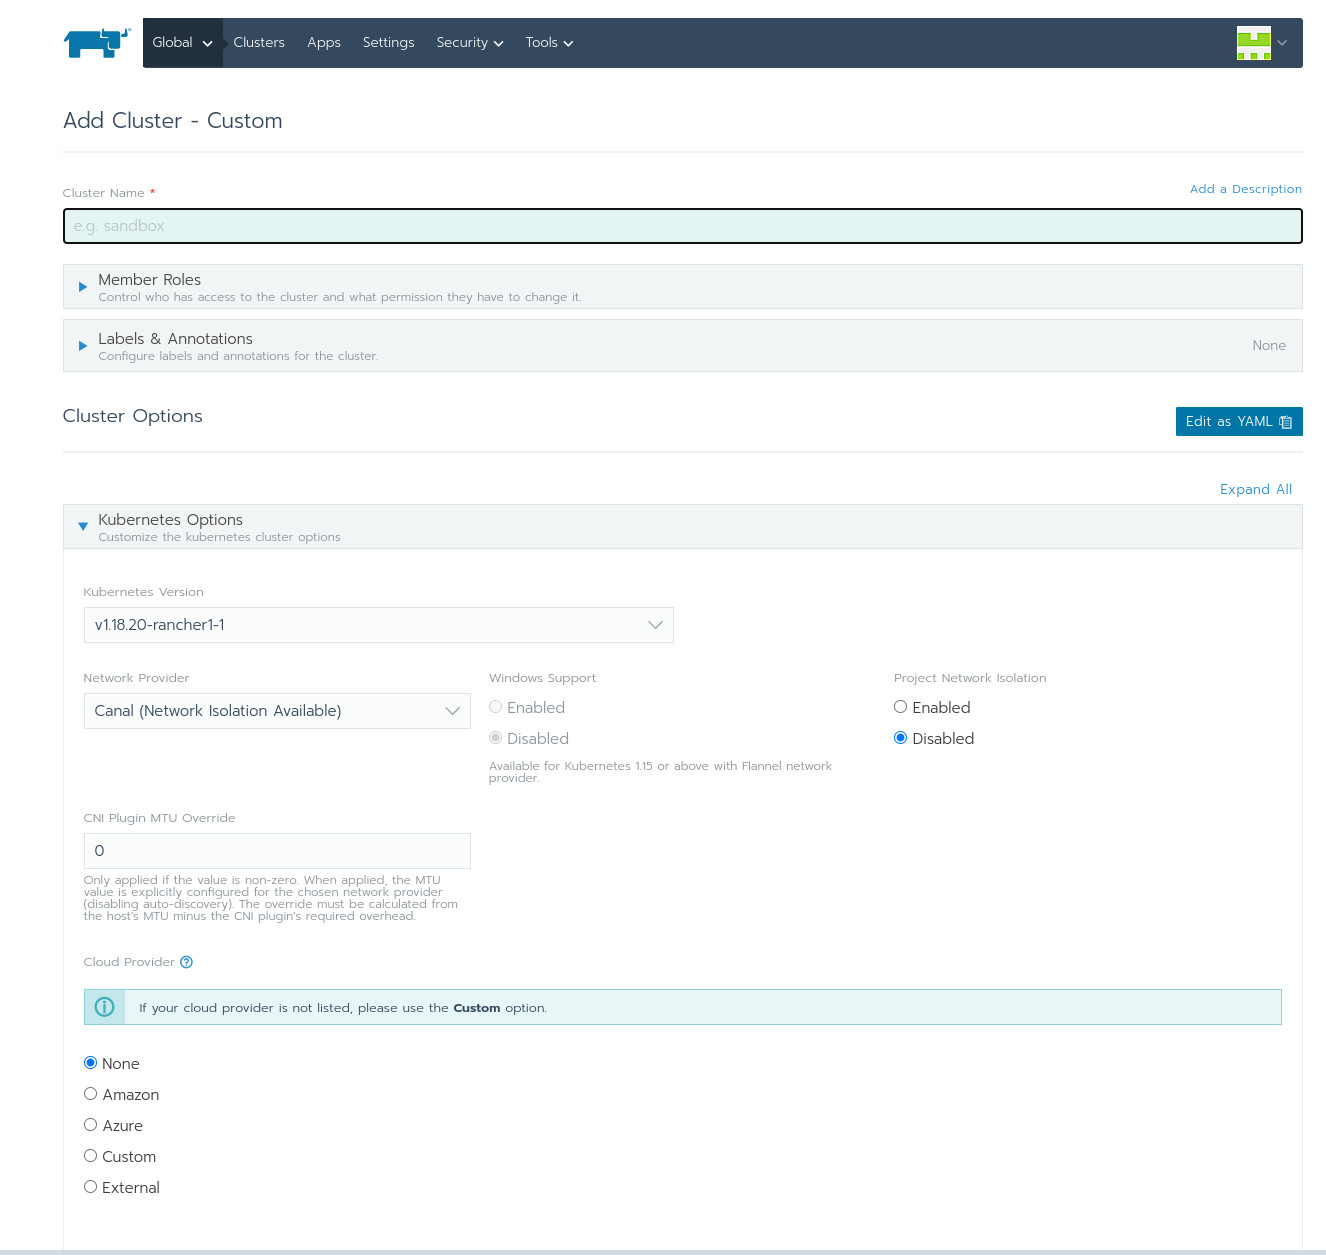 Global Clusters Apps Settings Security Tools
Add Cluster - Custom
Cluster Name *
Add a Description
e.g. sandbox
Member Roles
Control who has access to the cluster and what permission they have to change it.
Labels & Annotations
Configure labels and annotations for the cluster.
None
Cluster Options
Edit as YAML
Expand All
Kubernetes Options
Customize the kubernetes cluster options
Kubernetes Version
v1.18.20-rancher1-1
Network Provider
Canal (Network Isolation Available)
Windows Support
Enabled
Disabled
Available for Kubernetes 1.15 or above with Flannel network
provider.
Project Network Isolation
Enabled
Disabled
CNI Plugin MTU Override
0
Only applied if the value is non-zero. When applied, the MTU
value is explicitly configured for the chosen network provider
(disabling auto-discovery). The override must be calculated from
the host's MTU minus the CNI plugin's required overhead.
Cloud Provider
If your cloud provider is not listed, please use the Custom option.
None
Amazon
Azure
Custom
External